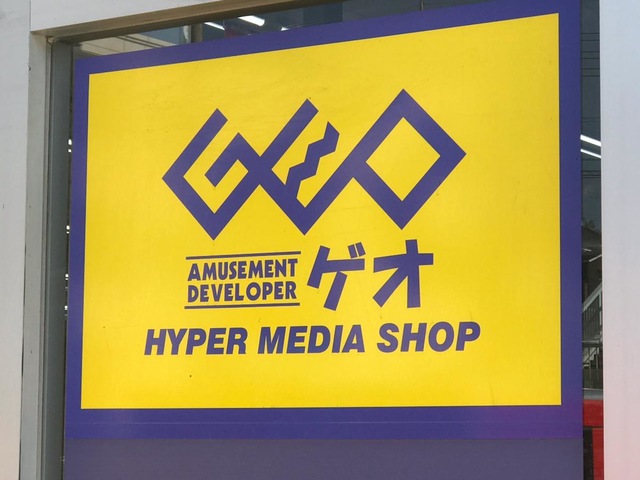 GEO
AMUSEMENT
DEVELOPER
ゲオ
HYPER MEDIA SHOP